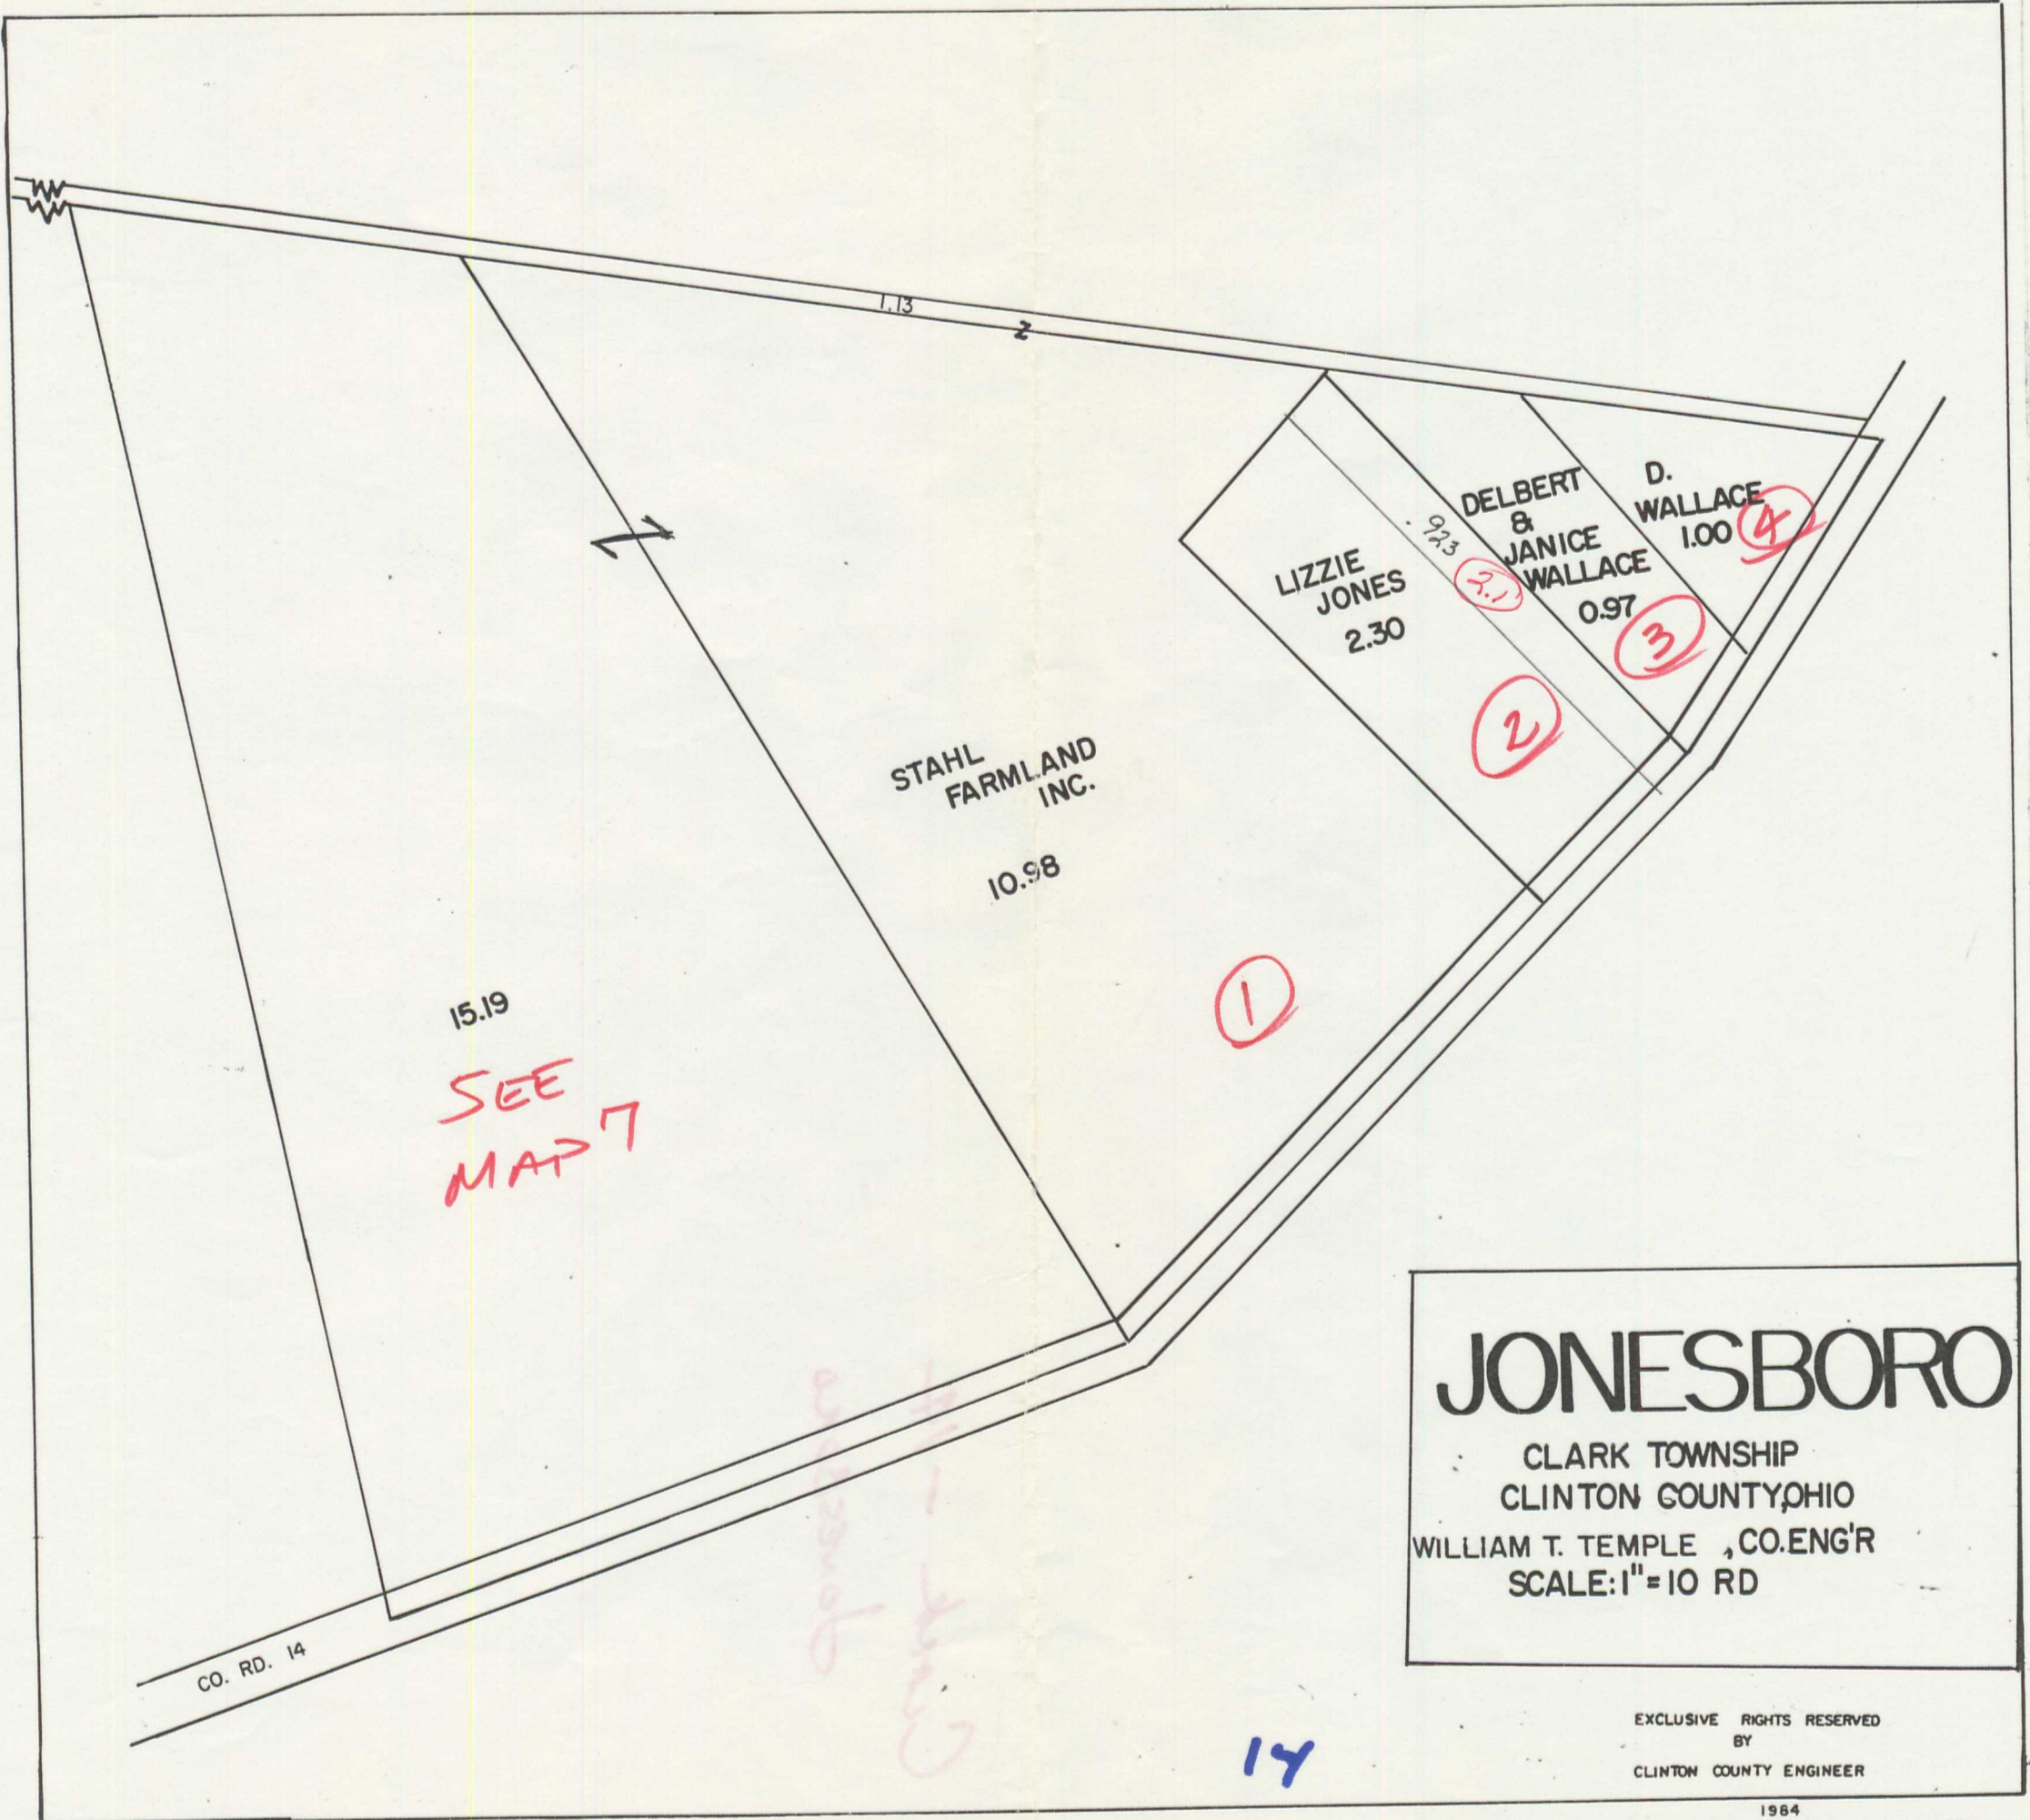 1.13
Z
D.
WALLACE
1.00
4
DELBERT
&
JANICE
WALLACE
0.97
3
.923
2.1
LIZZIE
JONES
2.30
2
STAHL
FARMLAND
INC.
10.98
1
15.19
SEE
MAP 7
CO. RD. 14
JONESBORO
CLARK TOWNSHIP
CLINTON COUNTY,OHIO
WILLIAM T. TEMPLE , CO.ENG'R
SCALE:1"=10 RD
EXCLUSIVE RIGHTS RESERVED
BY
CLINTON COUNTY ENGINEER
1984
14